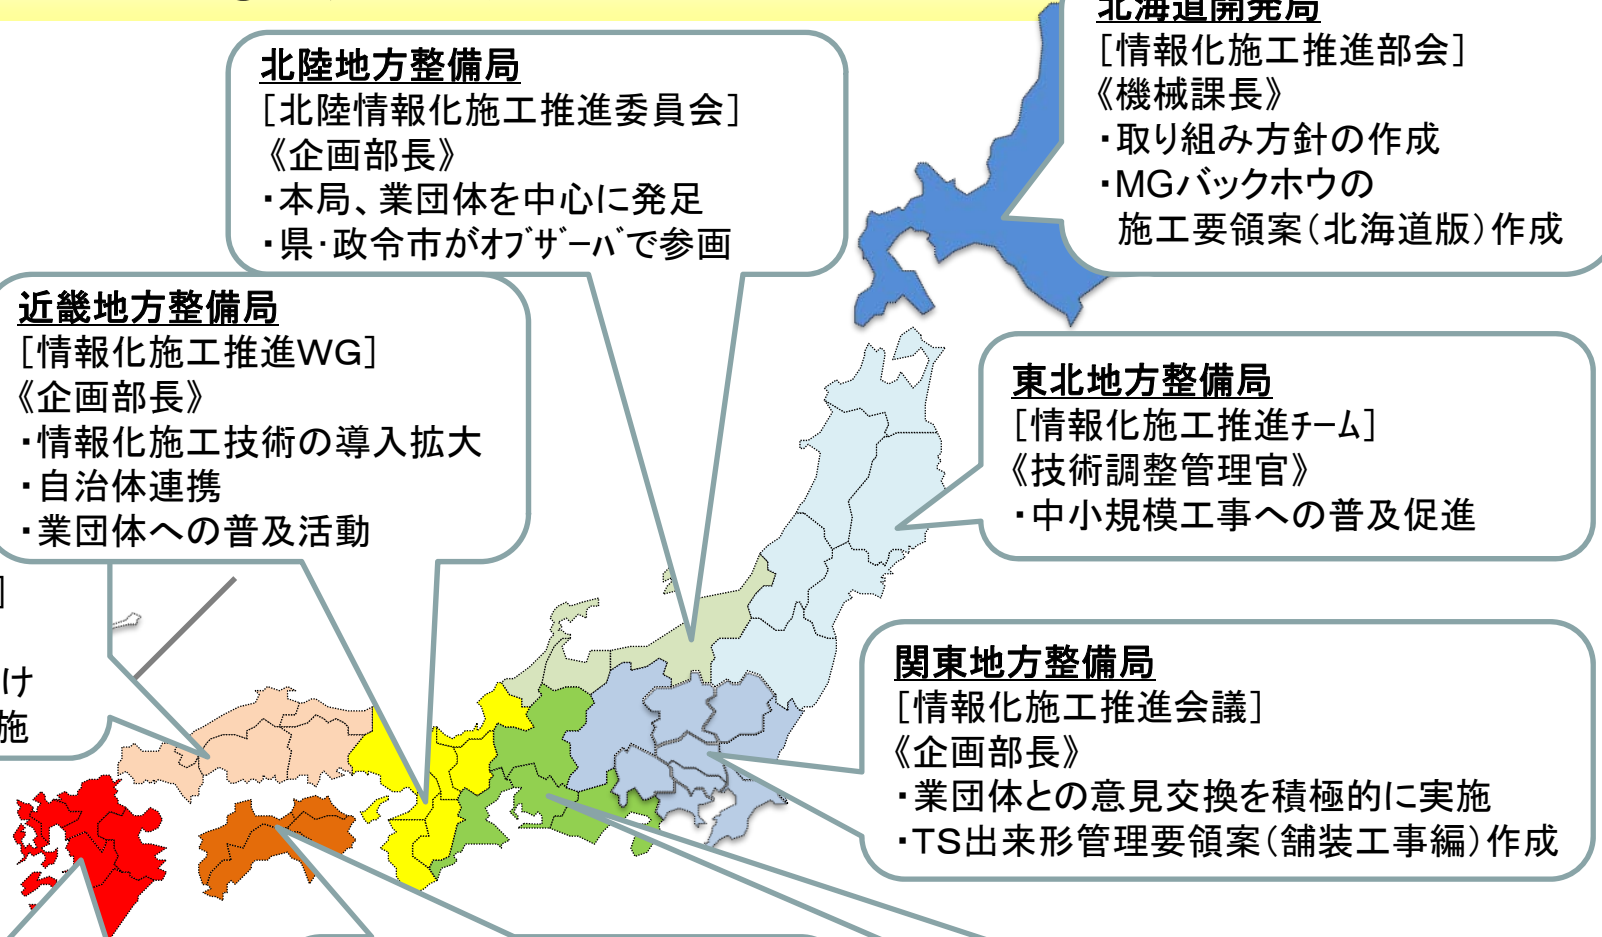 北海道開発局
［情報化施工推進部会］
《機械課長》
・取り組み方針の作成
・MGバックホウの
施工要領案（北海道版）作成
北陸地方整備局
［北陸情報化施工推進委員会］
《企画部長》
・本局、業団体を中心に発足
・県・政令市がｵﾌﾞｻﾞｰﾊﾞで参画
近畿地方整備局
［情報化施工推進WG］
《企画部長》
・情報化施工技術の導入拡大
・自治体連携
・業団体への普及活動
東北地方整備局
［情報化施工推進ﾁｰﾑ］
《技術調整管理官》
・中小規模工事への普及促進
］
け
施
関東地方整備局
［情報化施工推進会議］
《企画部長》
・業団体との意見交換を積極的に実施
・TS出来形管理要領案（舗装工事編）作成